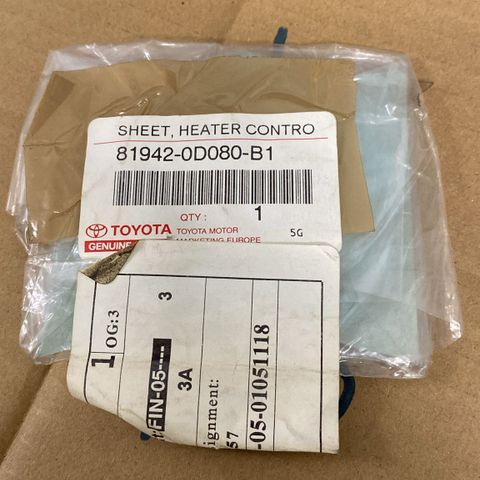 SHEET, HEATER CONTRO
81942-0D080-B1
QTY : 1
TOYOTA TOYOTA MOTOR 5G
GENUINE MARKETING EUROPE
1 OG:3
FIN-05---- 3
3A
ignment:
57
-05-01051118